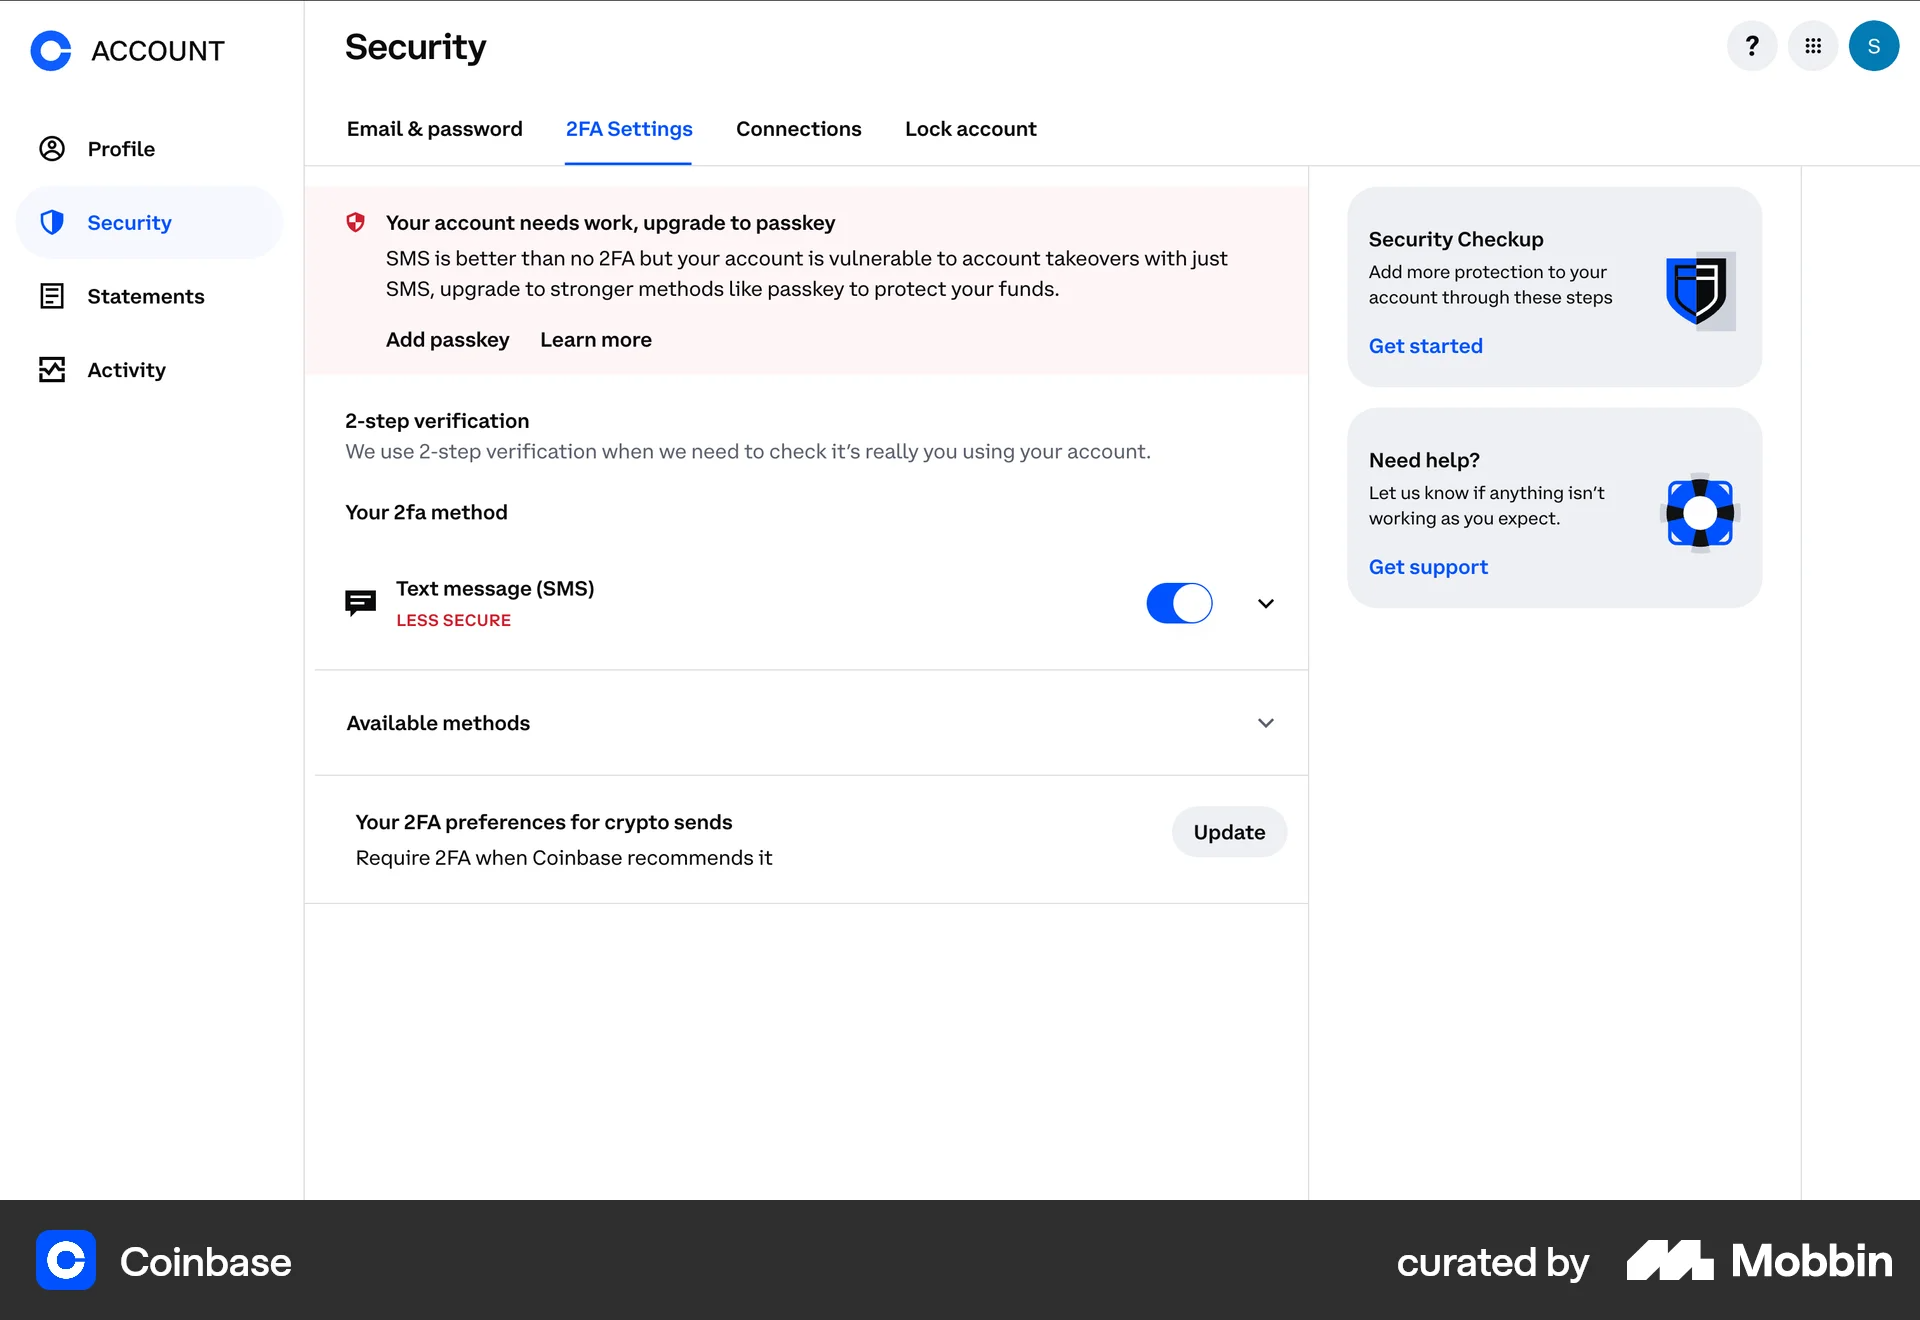 ACCOUNT
Profile
Security
Statements
Activity
Security
?
S
Email & password
2FA Settings
Connections
Lock account
Your account needs work, upgrade to passkey
SMS is better than no 2FA but your account is vulnerable to account takeovers with just
SMS, upgrade to stronger methods like passkey to protect your funds.
Add passkey
Learn more
2-step verification
We use 2-step verification when we need to check it’s really you using your account.
Your 2fa method
Text message (SMS)
LESS SECURE
Available methods
Your 2FA preferences for crypto sends
Require 2FA when Coinbase recommends it
Update
Security Checkup
Add more protection to your
account through these steps
Get started
Need help?
Let us know if anything isn’t
working as you expect.
Get support
Coinbase
curated by
Mobbin